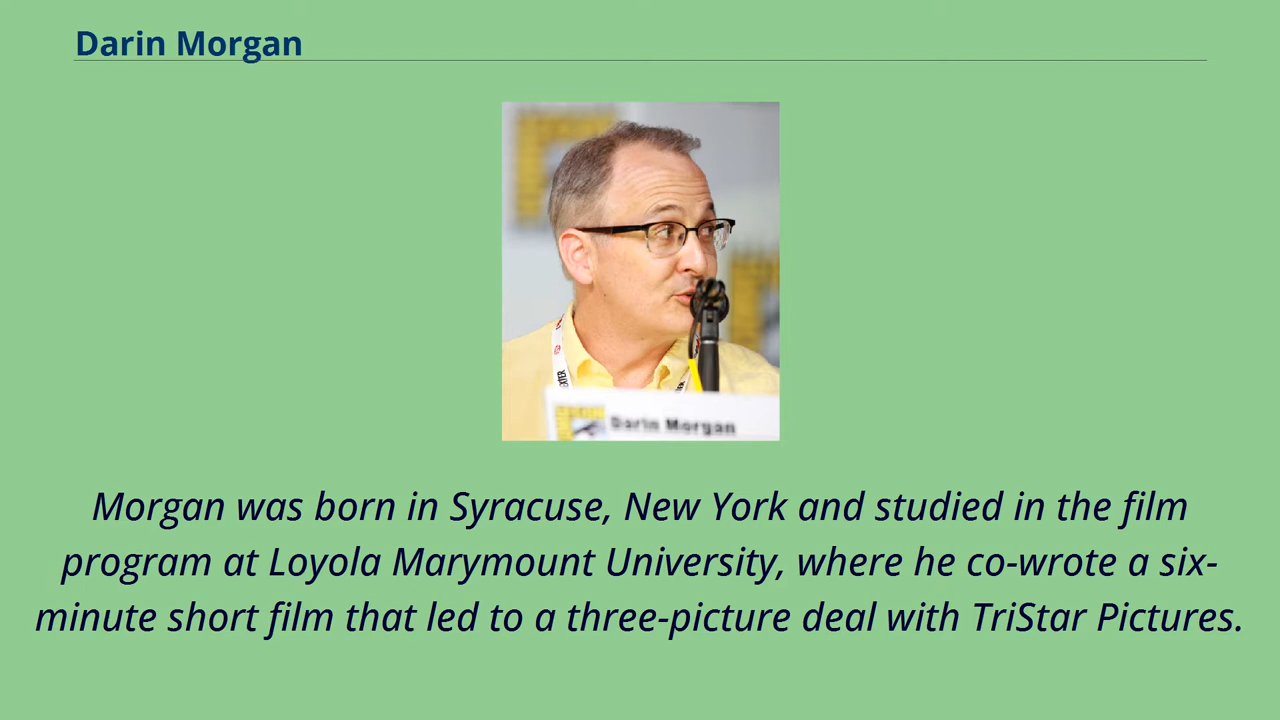 Darin Morgan
Darin Morgan
Morgan was born in Syracuse, New York and studied in the film
program at Loyola Marymount University, where he co-wrote a six-
minute short film that led to a three-picture deal with TriStar Pictures.